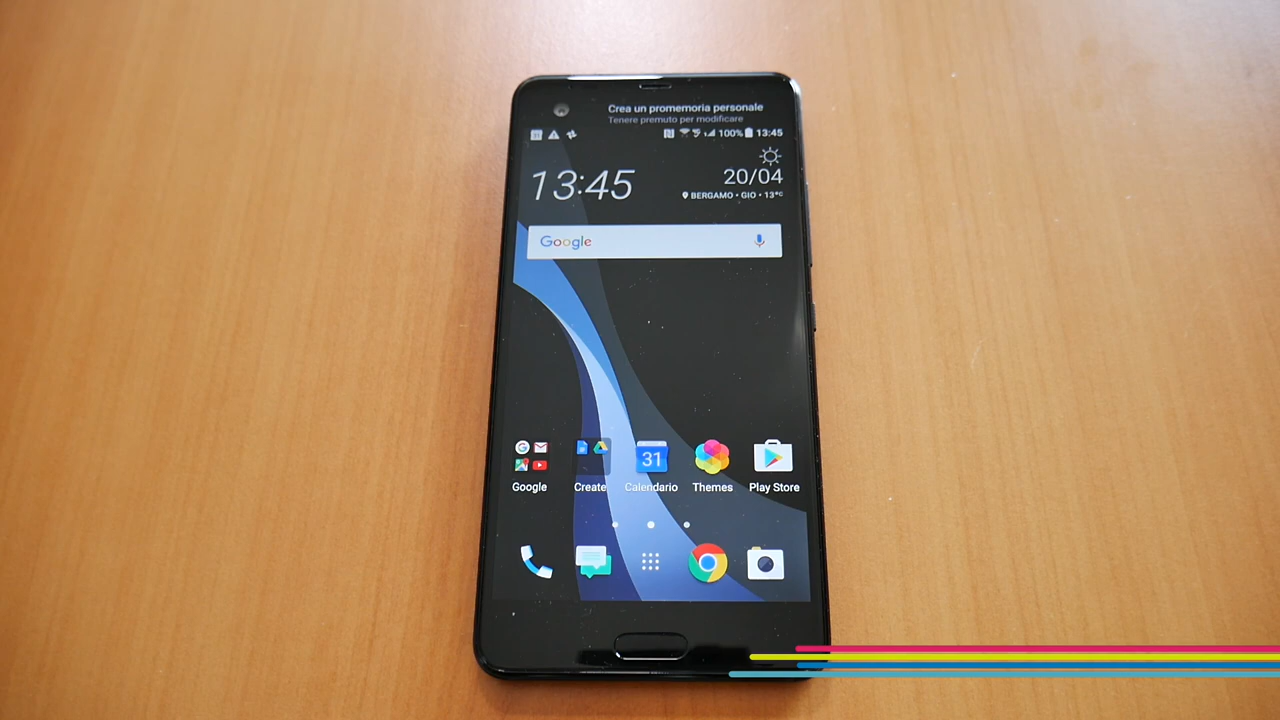 Crea un promemoria personale
Tenere premuto per modificare
31
100% 13:45
13:45
20/04
BERGAMO • GIO • 13°C
Google
31
Google Create Calendario Themes Play Store